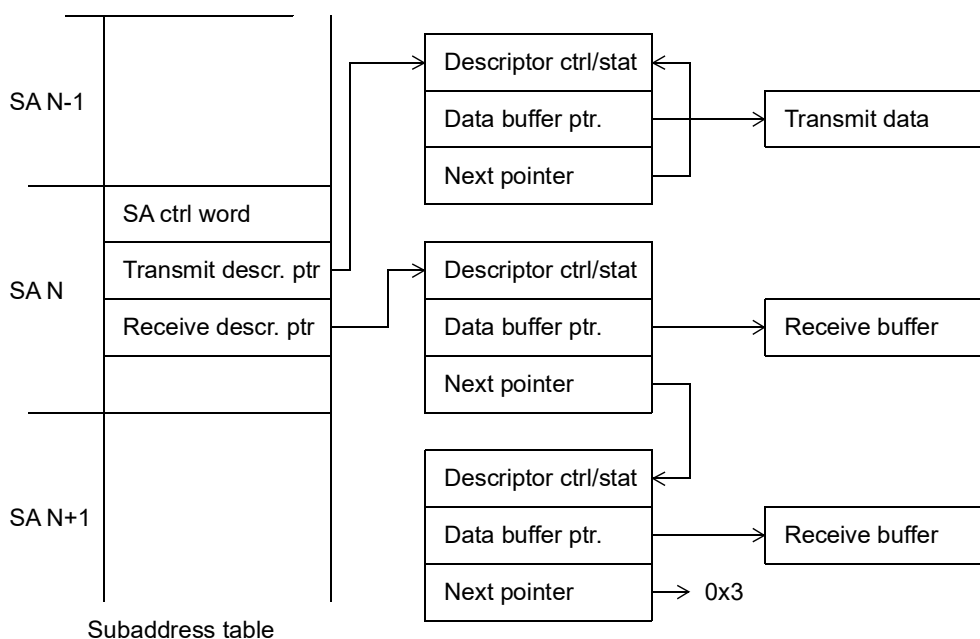 SA N-1
SA ctrl word
Transmit descr. ptr
SA N
Receive descr. ptr
SA N+1
Subaddress table
Descriptor ctrl/stat
Data buffer ptr.
Next pointer
Transmit data
Descriptor ctrl/stat
Data buffer ptr.
Next pointer
Receive buffer
Descriptor ctrl/stat
Data buffer ptr.
Next pointer
Receive buffer
0x3